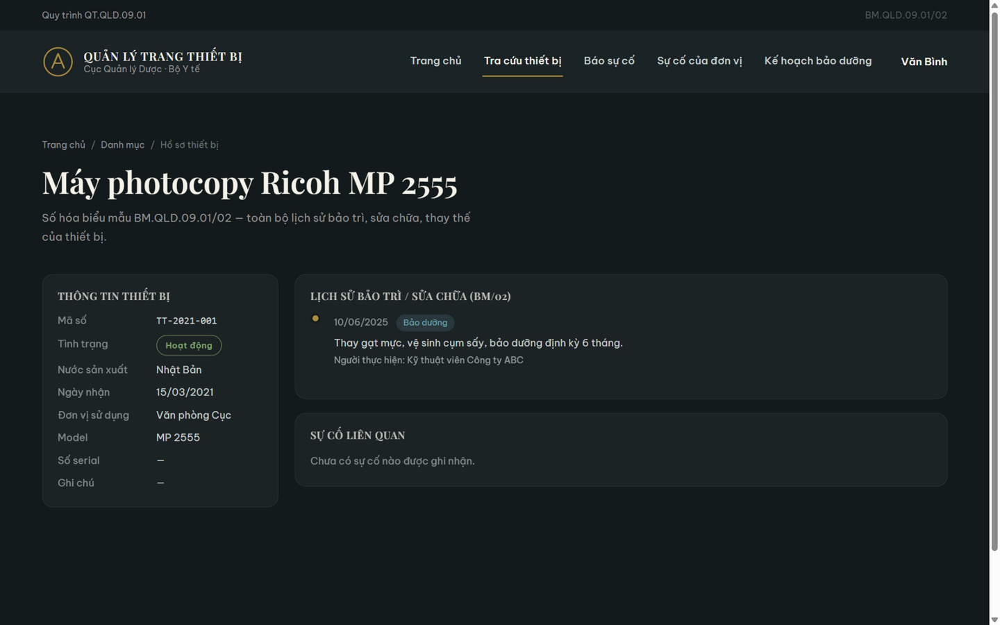 Quy trình QT.QLD.09.01
BM.QLD.09.01/02
A
QUẢN LÝ TRANG THIẾT BỊ
Cục Quản lý Dược · Bộ Y tế
Trang chủ
Tra cứu thiết bị
Báo sự cố
Sự cố của đơn vị
Kế hoạch bảo dưỡng
Văn Bình
Trang chủ / Danh mục / Hồ sơ thiết bị
Máy photocopy Ricoh MP 2555
Số hóa biểu mẫu BM.QLD.09.01/02 — toàn bộ lịch sử bảo trì, sửa chữa, thay thế
của thiết bị.
THÔNG TIN THIẾT BỊ
Mã số TT-2021-001
Tình trạng Hoạt động
Nước sản xuất Nhật Bản
Ngày nhận 15/03/2021
Đơn vị sử dụng Văn phòng Cục
Model MP 2555
Số serial —
Ghi chú —
LỊCH SỬ BẢO TRÌ / SỬA CHỮA (BM/02)
10/06/2025 Bảo dưỡng
Thay gạt mực, vệ sinh cụm sấy, bảo dưỡng định kỳ 6 tháng.
Người thực hiện: Kỹ thuật viên Công ty ABC
SỰ CỐ LIÊN QUAN
Chưa có sự cố nào được ghi nhận.